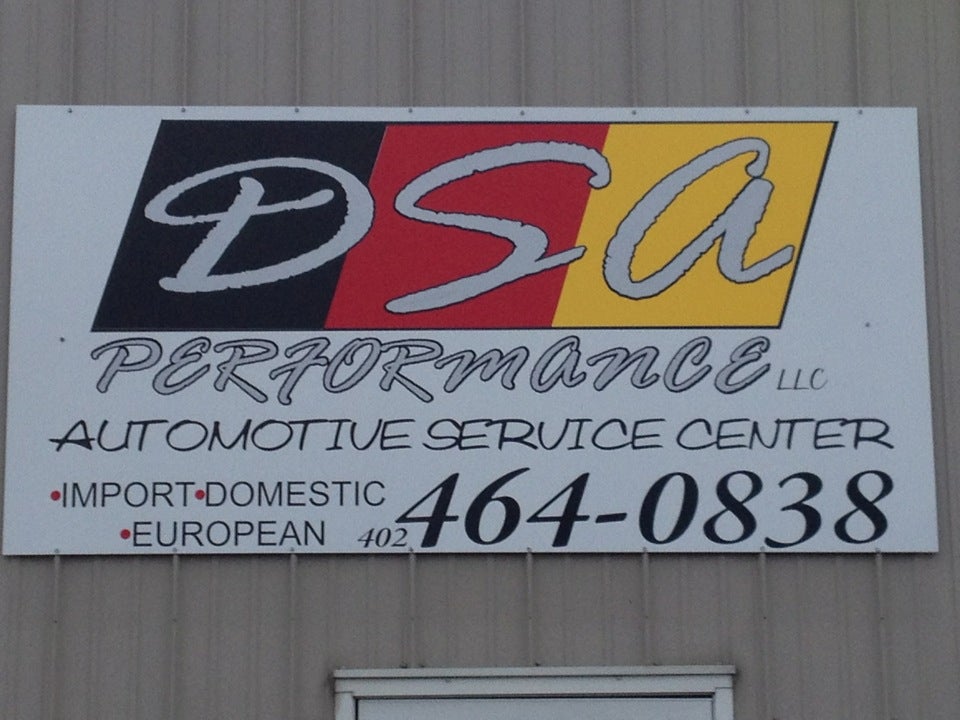 DSA
PERFORMANCE LLC
AUTOMOTIVE SERVICE CENTER
•IMPORT•DOMESTIC
•EUROPEAN
402 464-0838